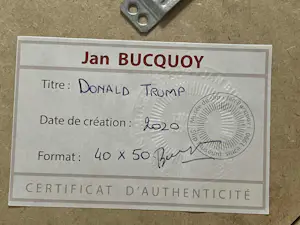 Jan BUCQUOY
Titre : DONALD TRUMP
Date de création : 2020
Format : 40 x 50
CERTIFICAT D'AUTHENTICITÉ